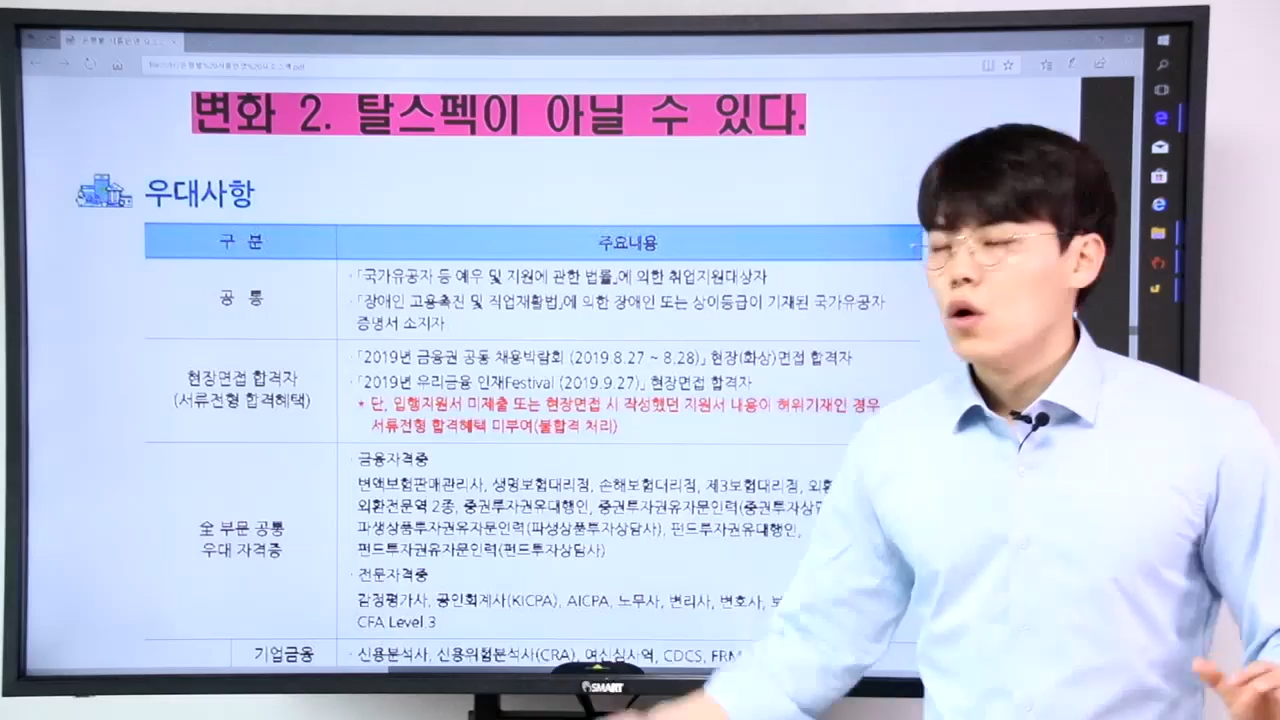 변화 2. 탈스펙이 아닐 수 있다.
우대사항
구 분
주요내용
공 통
·「국가유공자 등 예우 및 지원에 관한 법률」에 의한 취업지원대상자
·「장애인 고용촉진 및 직업재활법」에 의한 장애인 또는 상이등급이 기재된 국가유공자
증명서 소지자
현장면접 합격자
(서류전형 합격혜택)
·「2019년 금융권 공동 채용박람회 (2019.8.27 ~ 8.28)」 현장(화상)면접 합격자
·「2019년 우리금융 인재Festival (2019.9.27)」 현장면접 합격자
* 단, 입행지원서 미제출 또는 현장면접 시 작성했던 지원서 내용이 허위기재인 경우
서류전형 합격혜택 미부여(불합격 처리)
全 부문 공통
우대 자격증
· 금융자격증
변액보험판매관리사, 생명보험대리점, 손해보험대리점, 제3보험대리점,
외환전문역 2종, 증권투자권유대행인, 증권투자권유자문인력
파생상품투자권유자문인력(파생상품투자상담사), 펀드투자권유대행인,
펀드투자권유자문인력(펀드투자상담사)
· 전문자격증
감정평가사, 공인회계사(KICPA), AICPA, 노무사, 변리사, 변호사,
CFA Level 3
기업금융
· 신용분석사, 신용위험분석사(CRA), 여신심사역, CDCS, FRM
SMART